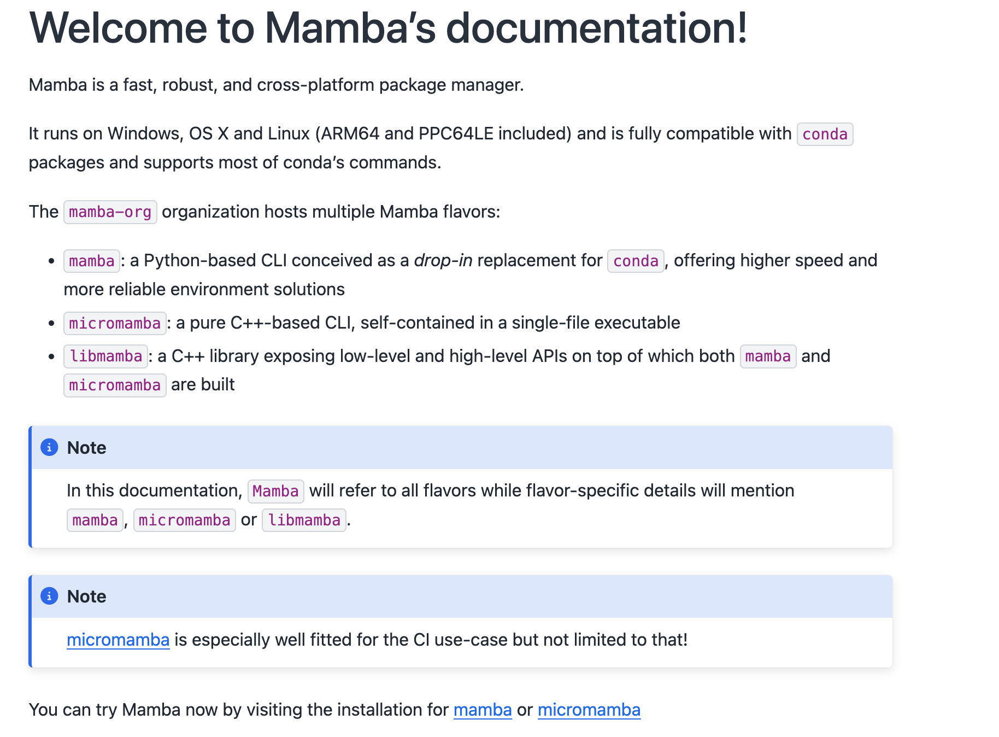 Welcome to Mamba’s documentation!
Mamba is a fast, robust, and cross-platform package manager.
It runs on Windows, OS X and Linux (ARM64 and PPC64LE included) and is fully compatible with conda
packages and supports most of conda’s commands.
The mamba-org organization hosts multiple Mamba flavors:
• mamba: a Python-based CLI conceived as a drop-in replacement for conda, offering higher speed and
more reliable environment solutions
• micromamba: a pure C++-based CLI, self-contained in a single-file executable
• libmamba: a C++ library exposing low-level and high-level APIs on top of which both mamba and
micromamba are built
Note
In this documentation, Mamba will refer to all flavors while flavor-specific details will mention
mamba, micromamba or libmamba.
Note
micromamba is especially well fitted for the CI use-case but not limited to that!
You can try Mamba now by visiting the installation for mamba or micromamba